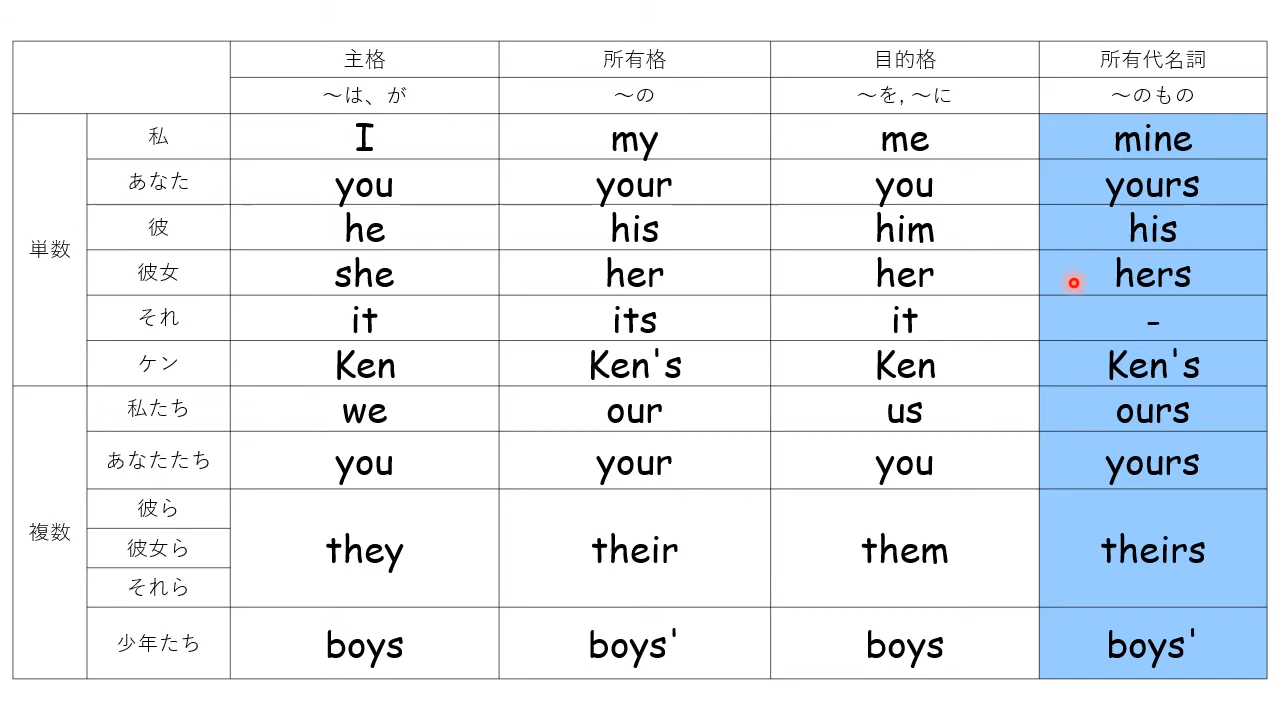 主格 所有格 目的格 所有代名詞
～は、が ～の ～を, ～に ～のもの
単数
私 I my me mine
あなた you your you yours
彼 he his him his
彼女 she her her hers
それ it its it -
ケン Ken Ken's Ken Ken's
複数
私たち we our us ours
あなたたち you your you yours
彼ら
彼女ら they their them theirs
それら
少年たち boys boys' boys boys'